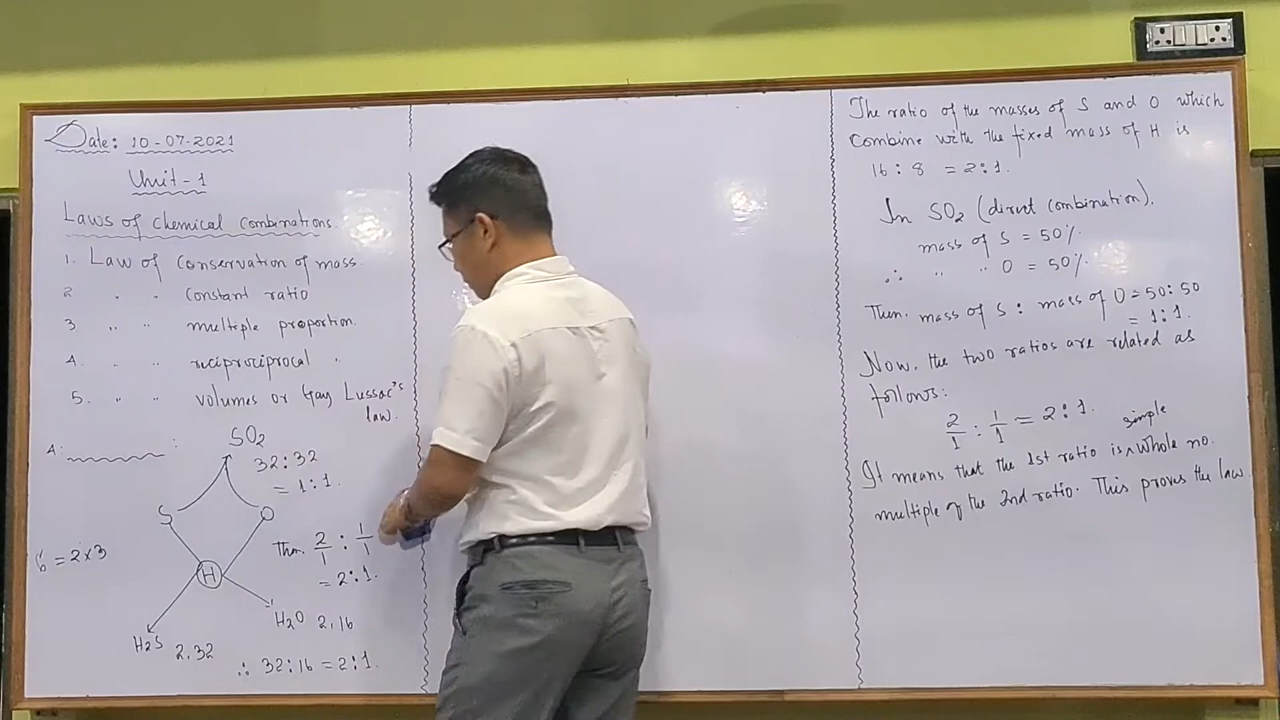 Date: 10-07-2021
Unit-1
Laws of Chemical Combinations.
1. Law of Conservation of mass.
2 " " Constant ratio
3 " " multiple proportion.
4. " " reciprociprocal "
5. " " volumes or Gay Lussac's
law.
4. :
SO2
32:32
= 1:1.
S O
6 = 2×3
H
Then. 2/1 : 1/1
= 2:1.
H2O 2.16
H2S 2.32
∴ 32:16 = 2:1.
The ratio of the masses of S and O which
combine with the fixed mass of H is
16:8 = 2:1.
In SO2 (direct combination).
mass of S = 50%.
∴ " " O = 50%.
Then. mass of S : mass of O = 50:50
= 1:1.
Now, the two ratios are related as
follows:
2/1 : 1/1 = 2:1.
simple
It means that the 1st ratio is ^ whole no.
multiple of the 2nd ratio. This proves the law